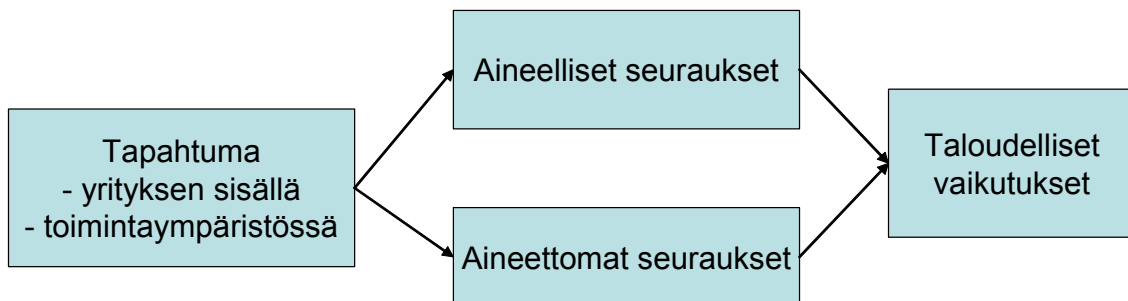 Aineelliset seuraukset
Tapahtuma
- yrityksen sisällä
- toimintaympäristössä
Taloudelliset
vaikutukset
Aineettomat seuraukset